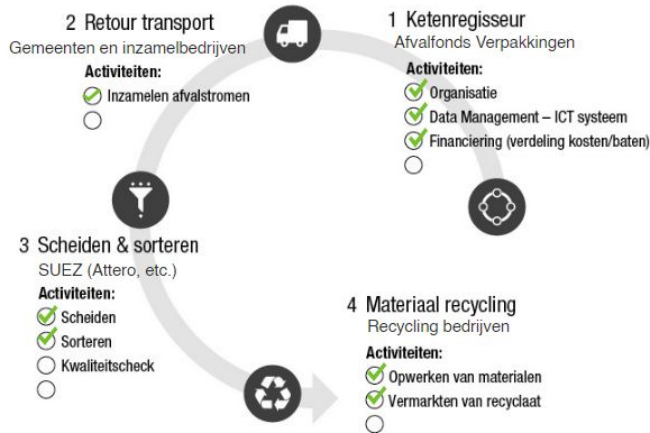 1 Ketenregisseur
Afvalfonds Verpakkingen
Activiteiten:
Organisatie
Data Management – ICT systeem
Financiering (verdeling kosten/baten)
2 Retour transport
Gemeenten en inzamelbedrijven
Activiteiten:
Inzamelen afvalstromen
3 Scheiden & sorteren
SUEZ (Attero, etc.)
Activiteiten:
Scheiden
Sorteren
Kwaliteitscheck
4 Materiaal recycling
Recycling bedrijven
Activiteiten:
Opwerken van materialen
Vermarkten van recyclaat